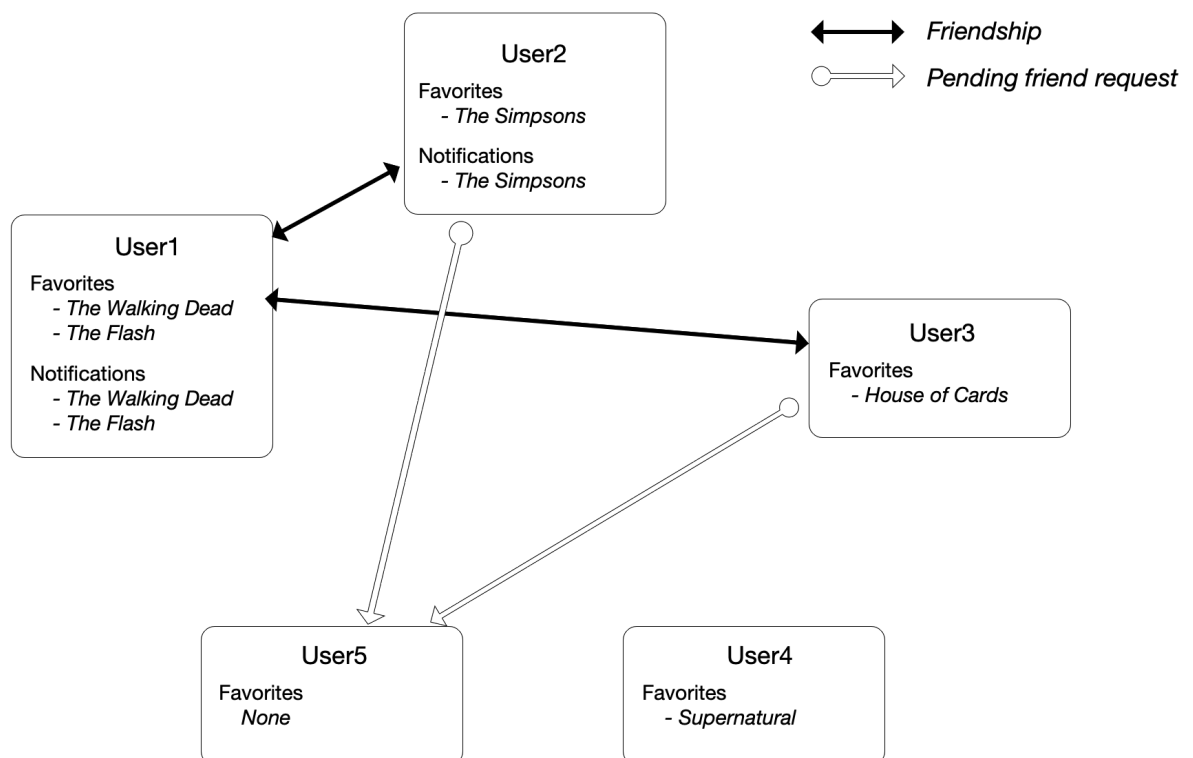 User2
Favorites
- The Simpsons
Notifications
- The Simpsons
Friendship
Pending friend request
User1
Favorites
- The Walking Dead
- The Flash
Notifications
- The Walking Dead
- The Flash
User3
Favorites
- House of Cards
User5
Favorites
None
User4
Favorites
- Supernatural